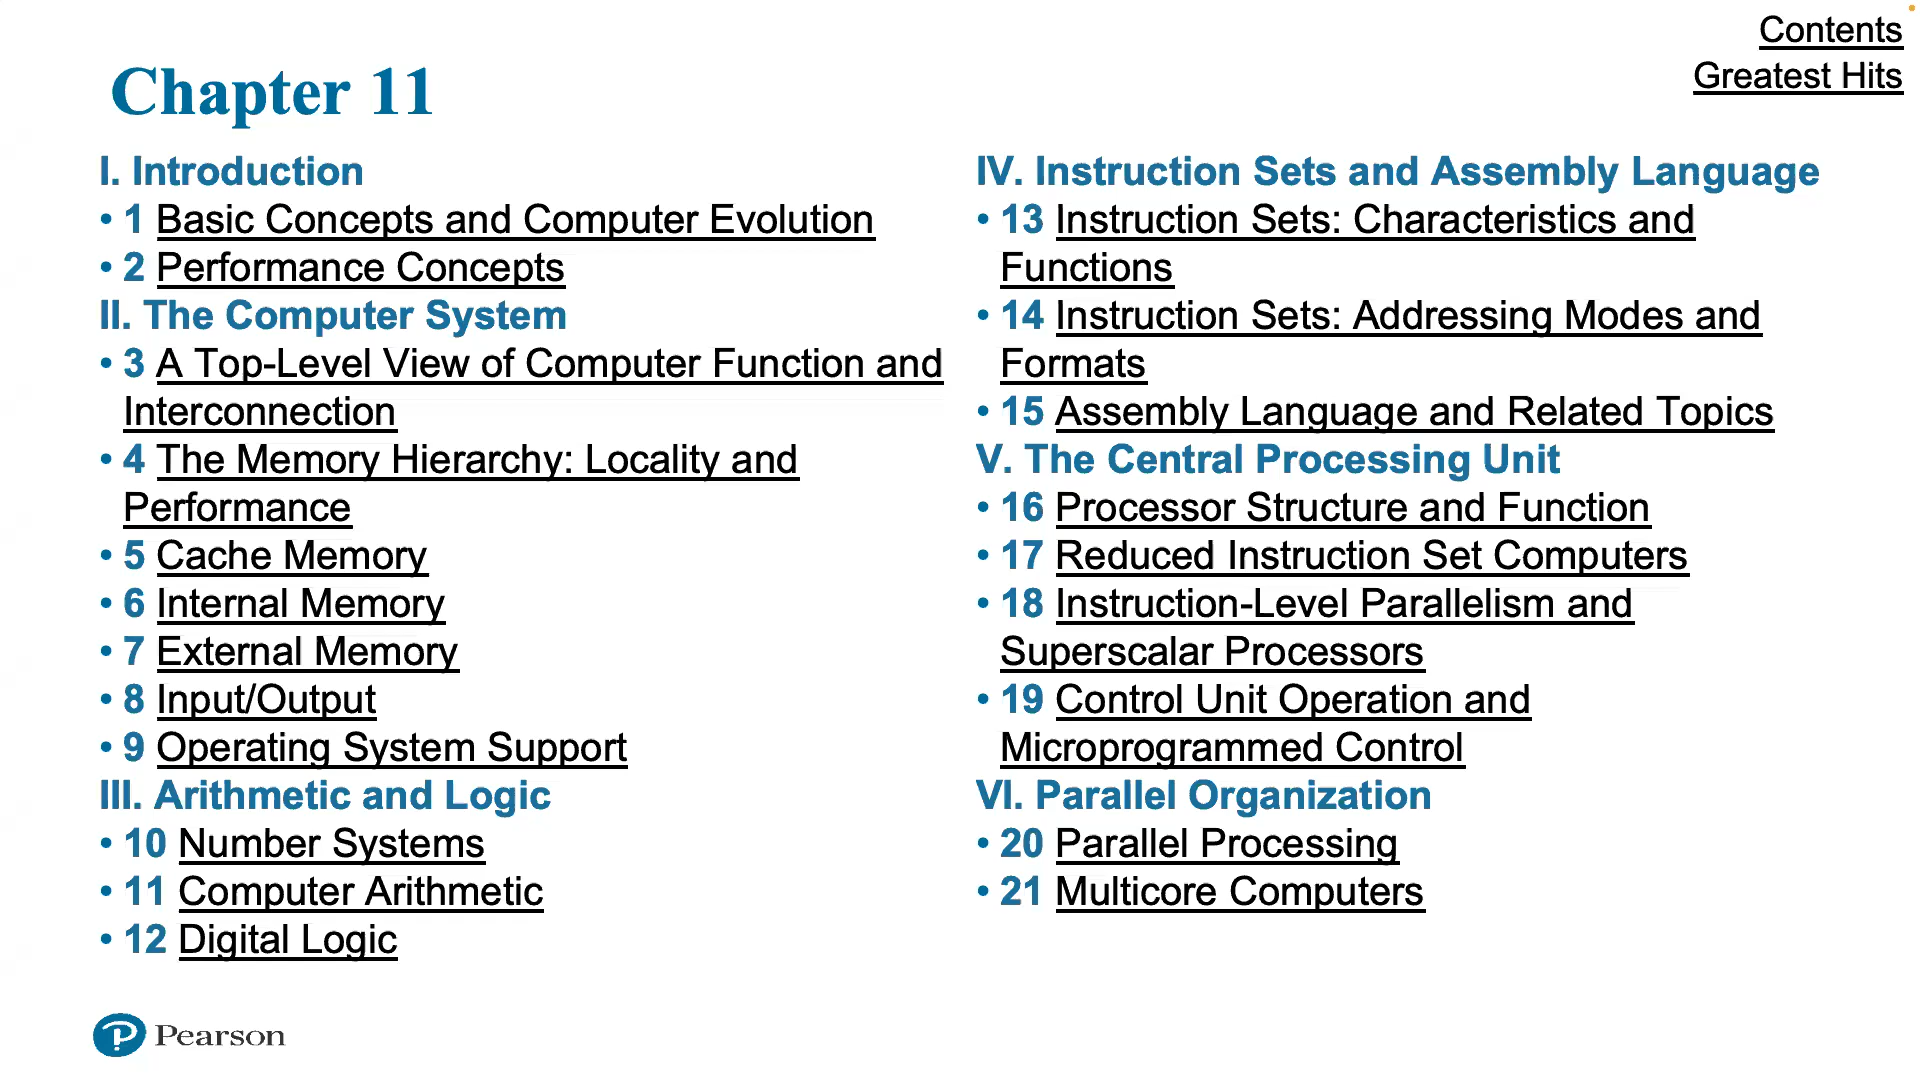 Contents
Greatest Hits
Chapter 11
I. Introduction
• 1 Basic Concepts and Computer Evolution
• 2 Performance Concepts
II. The Computer System
• 3 A Top-Level View of Computer Function and
Interconnection
• 4 The Memory Hierarchy: Locality and
Performance
• 5 Cache Memory
• 6 Internal Memory
• 7 External Memory
• 8 Input/Output
• 9 Operating System Support
III. Arithmetic and Logic
• 10 Number Systems
• 11 Computer Arithmetic
• 12 Digital Logic
IV. Instruction Sets and Assembly Language
• 13 Instruction Sets: Characteristics and
Functions
• 14 Instruction Sets: Addressing Modes and
Formats
• 15 Assembly Language and Related Topics
V. The Central Processing Unit
• 16 Processor Structure and Function
• 17 Reduced Instruction Set Computers
• 18 Instruction-Level Parallelism and
Superscalar Processors
• 19 Control Unit Operation and
Microprogrammed Control
VI. Parallel Organization
• 20 Parallel Processing
• 21 Multicore Computers
P Pearson